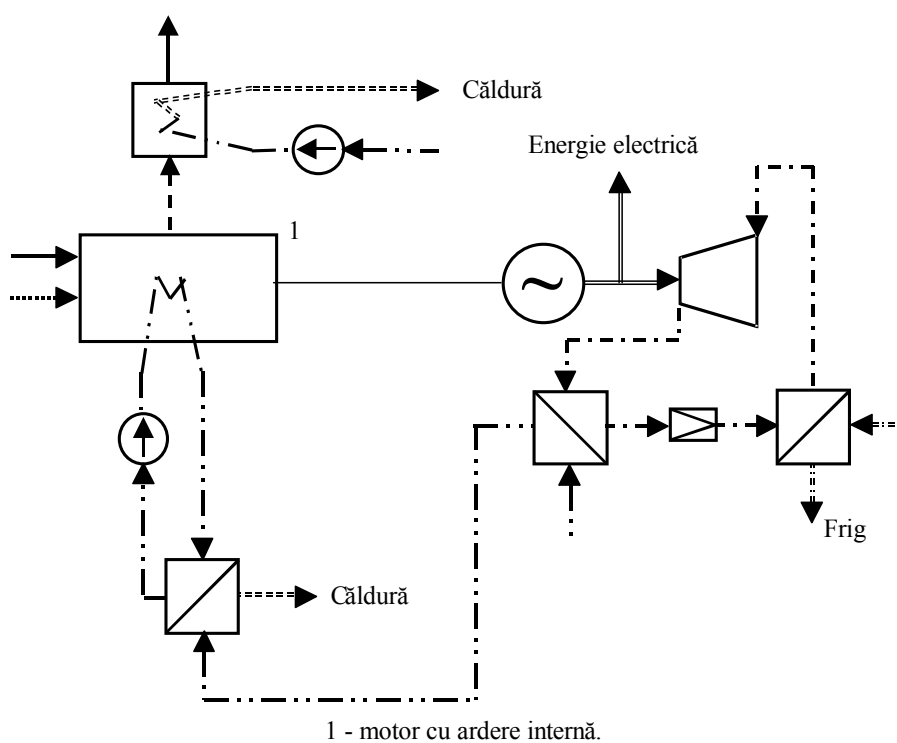 Căldură
Energie electrică
1
Frig
Căldură
1 - motor cu ardere internă.